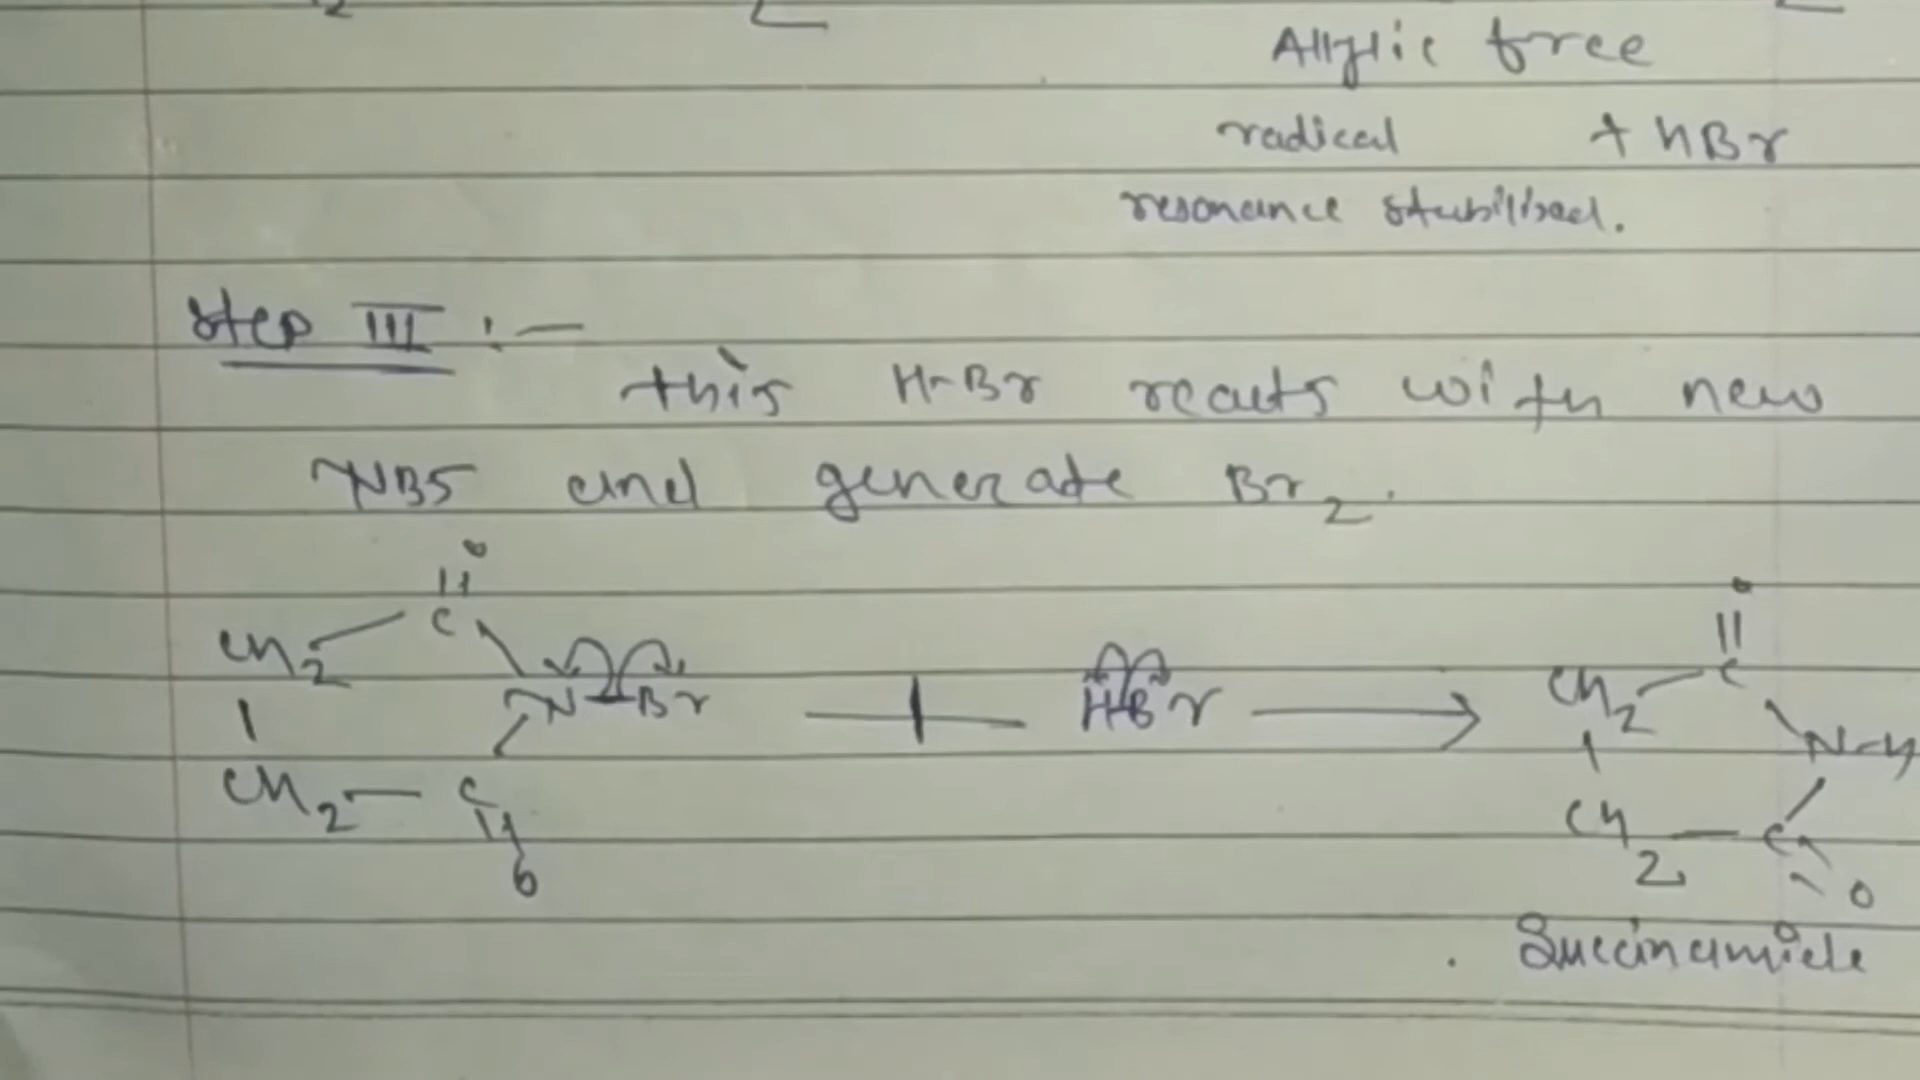 Allylic free
radical + HBr
resonance stabilised.
Step III :-
this H-Br reacts with new
NBS and generate Br2.
O
||
C
CH2
N-Br + H-Br →
|
CH2 - C
||
O
O
||
CH2 - C
|
N-H
CH2 - C
O
Succinamide